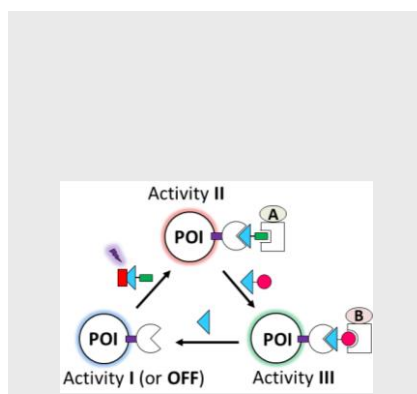 Activity II
A
POI
B
POI
POI
Activity I (or OFF)
Activity III